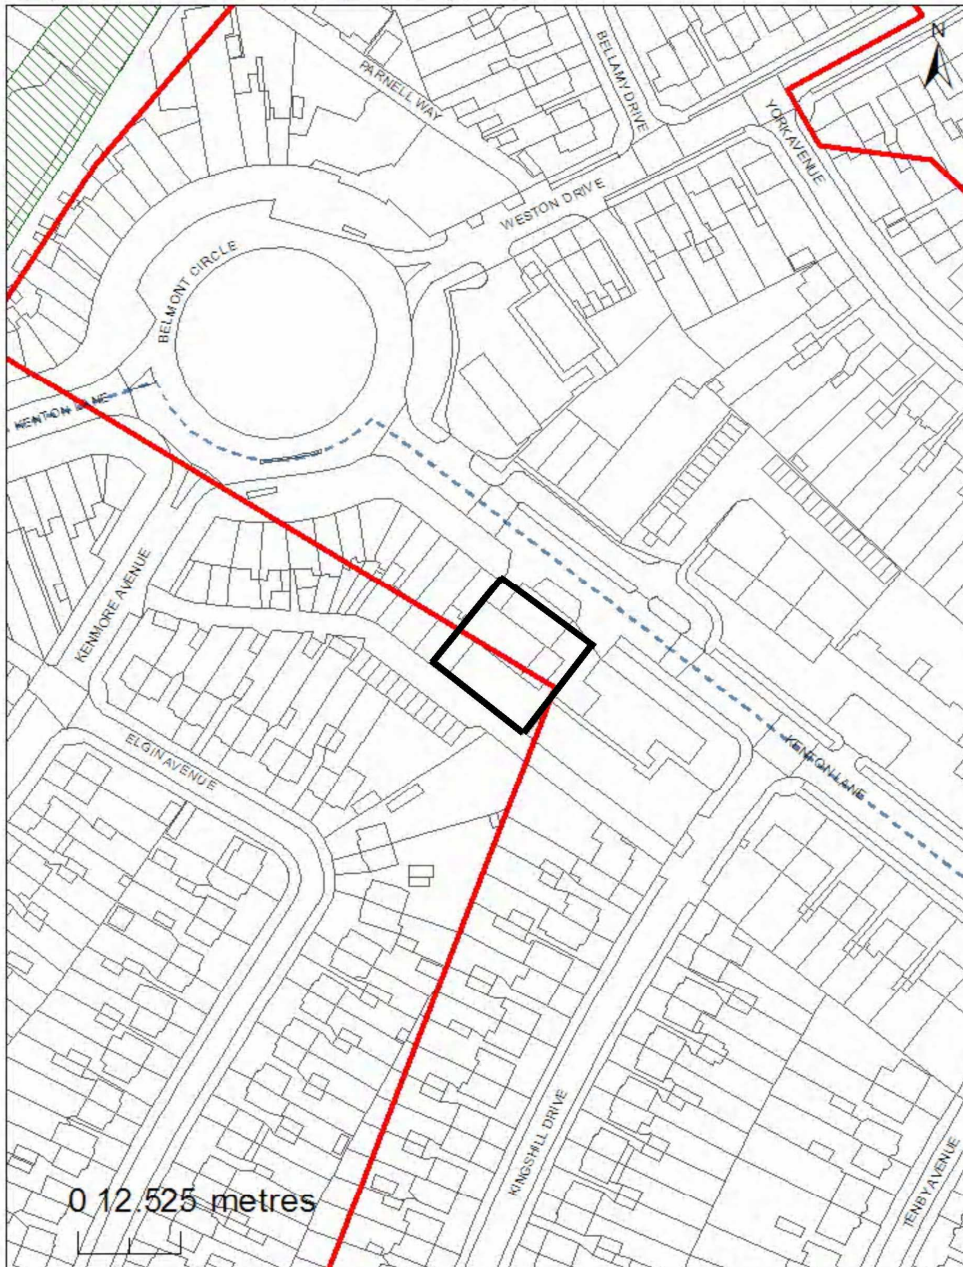 N
PARNELL WAY
BELLAMY DRIVE
YORK AVENUE
WESTON DRIVE
BELMONT CIRCLE
KENTON LANE
KENMORE AVENUE
ELGIN AVENUE
KENTON LANE
KINGSHILL DRIVE
TENBY AVENUE
0 12.525 metres